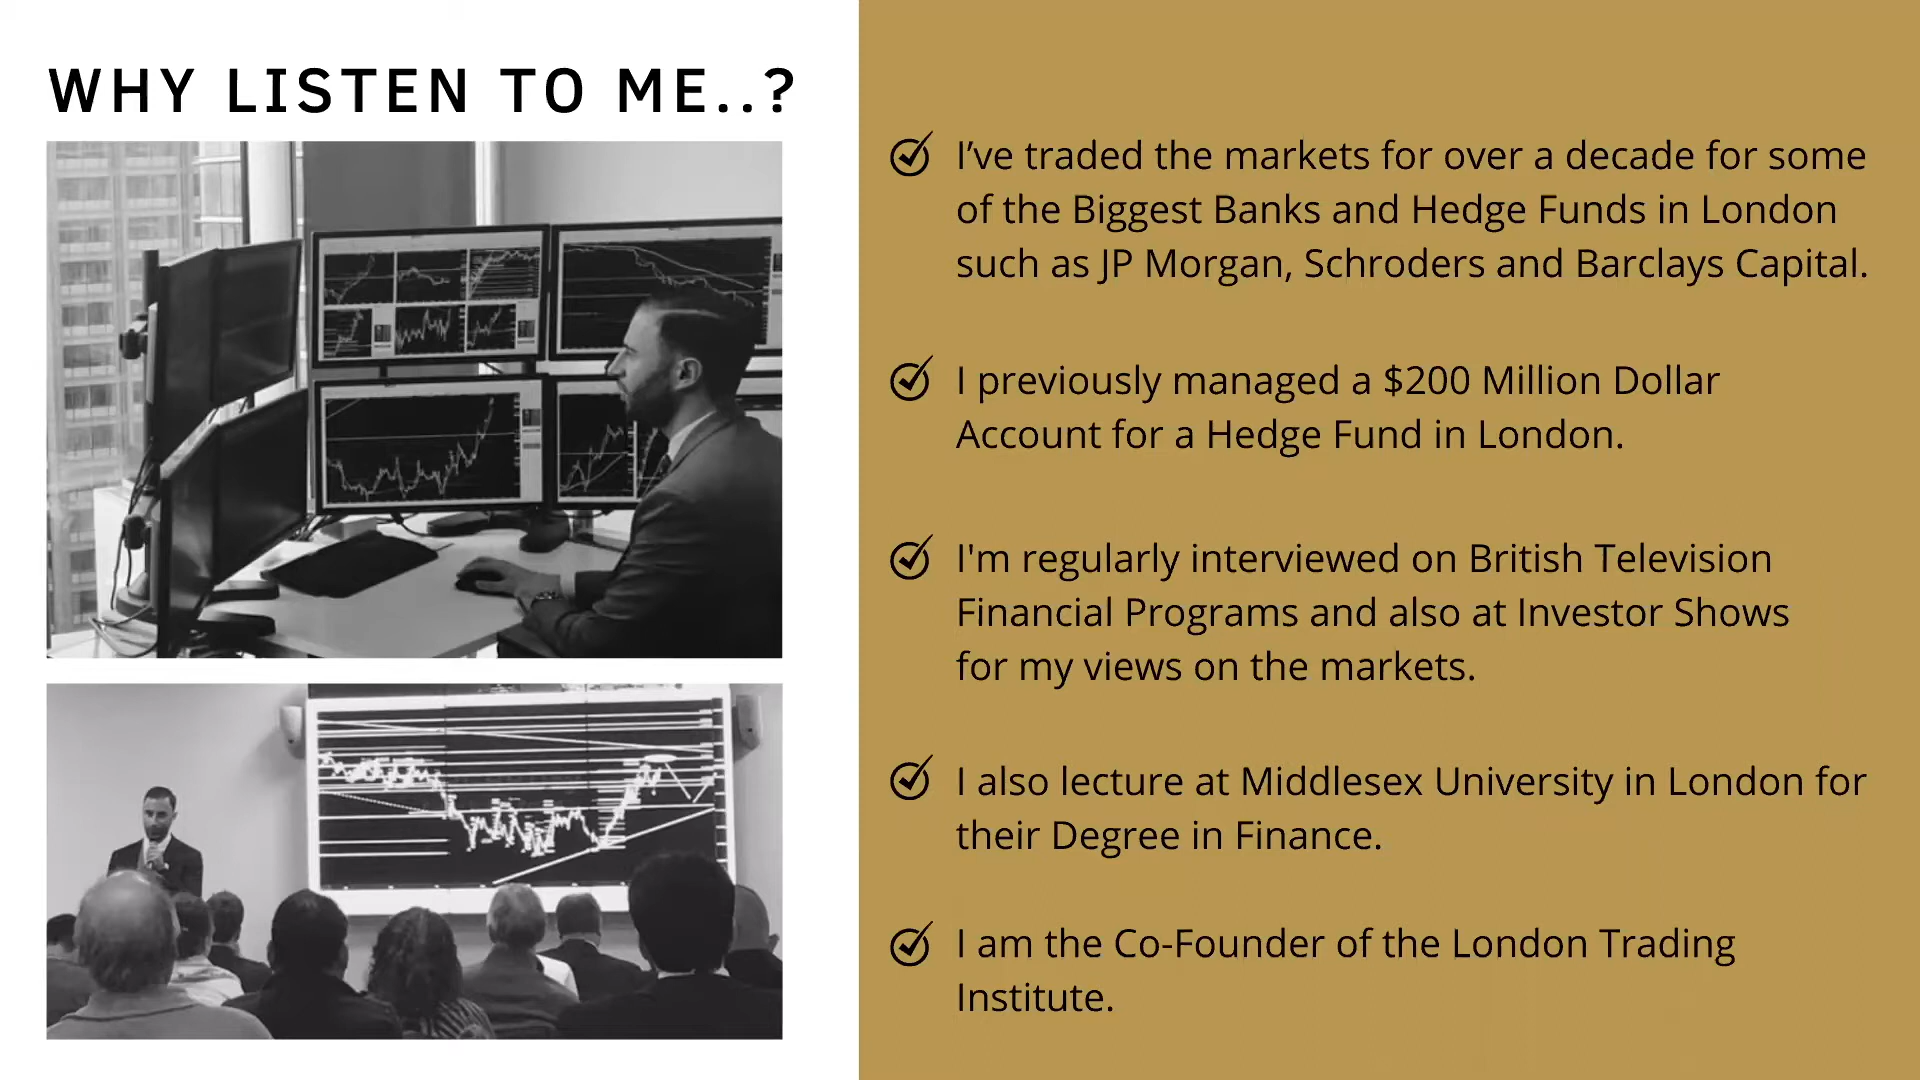 WHY LISTEN TO ME..?
I’ve traded the markets for over a decade for some
of the Biggest Banks and Hedge Funds in London
such as JP Morgan, Schroders and Barclays Capital.
I previously managed a $200 Million Dollar
Account for a Hedge Fund in London.
I'm regularly interviewed on British Television
Financial Programs and also at Investor Shows
for my views on the markets.
I also lecture at Middlesex University in London for
their Degree in Finance.
I am the Co-Founder of the London Trading
Institute.